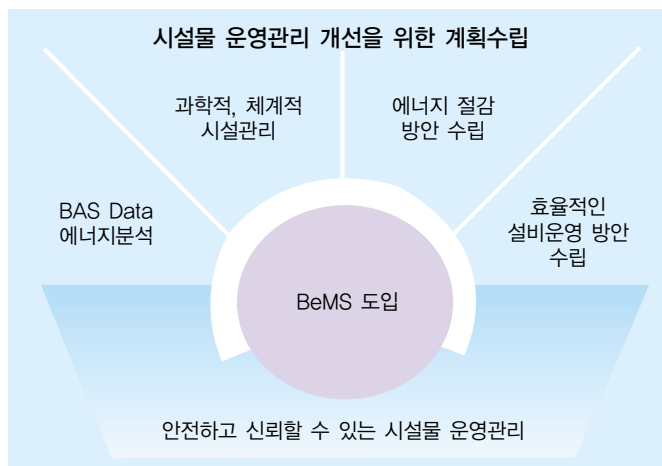 시설물 운영관리 개선을 위한 계획수립
과학적, 체계적
시설관리
에너지 절감
방안 수립
BAS Data
에너지분석
효율적인
설비운영 방안
수립
BeMS 도입
안전하고 신뢰할 수 있는 시설물 운영관리